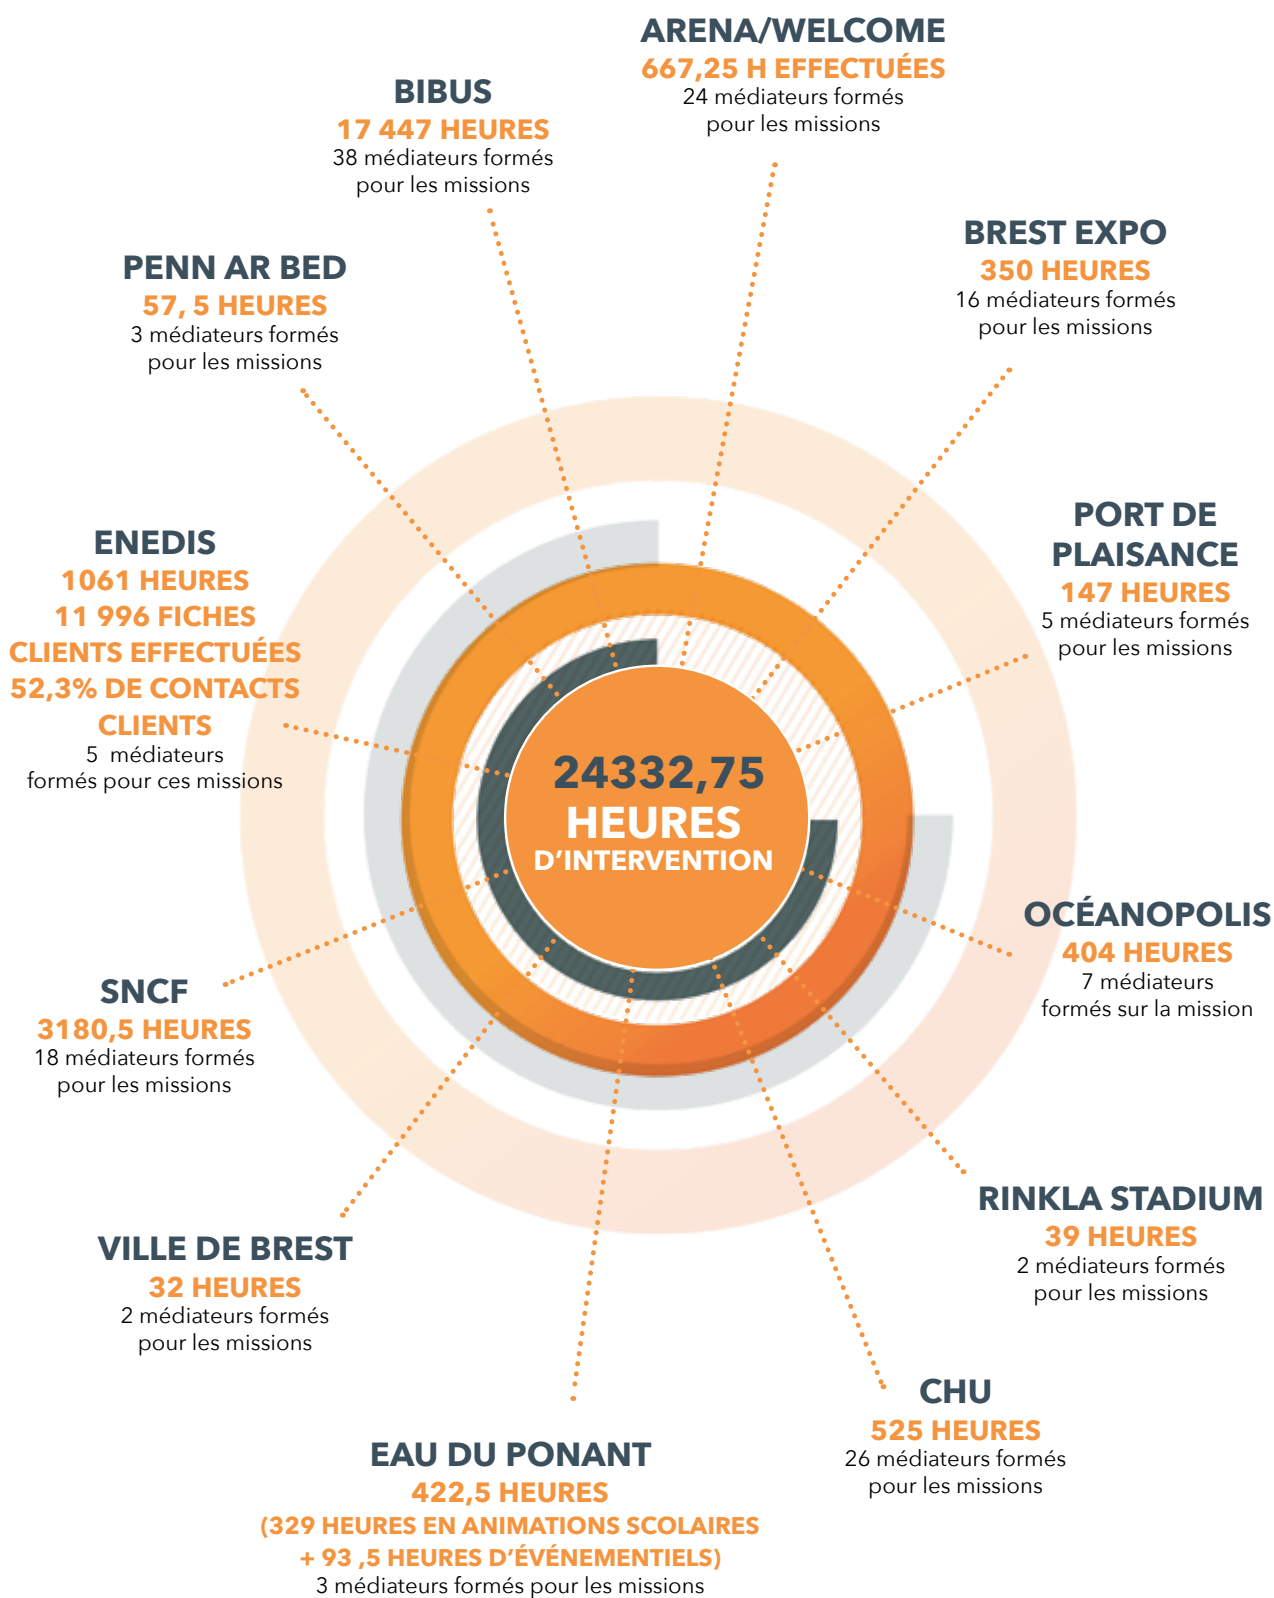 ARENA/WELCOME
667,25 H EFFECTUÉES
24 médiateurs formés
pour les missions
BIBUS
17 447 HEURES
38 médiateurs formés
pour les missions
BREST EXPO
350 HEURES
16 médiateurs formés
pour les missions
PENN AR BED
57, 5 HEURES
3 médiateurs formés
pour les missions
PORT DE
PLAISANCE
147 HEURES
5 médiateurs formés
pour les missions
ENEDIS
1061 HEURES
11 996 FICHES
CLIENTS EFFECTUÉES
52,3% DE CONTACTS
CLIENTS
5 médiateurs
formés pour ces missions
24332,75
HEURES
D'INTERVENTION
OCÉANOPOLIS
404 HEURES
7 médiateurs
formés sur la mission
SNCF
3180,5 HEURES
18 médiateurs formés
pour les missions
RINKLA STADIUM
39 HEURES
2 médiateurs formés
pour les missions
VILLE DE BREST
32 HEURES
2 médiateurs formés
pour les missions
CHU
525 HEURES
26 médiateurs formés
pour les missions
EAU DU PONANT
422,5 HEURES
(329 HEURES EN ANIMATIONS SCOLAIRES
+ 93 ,5 HEURES D'ÉVÉNEMENTIELS)
3 médiateurs formés pour les missions